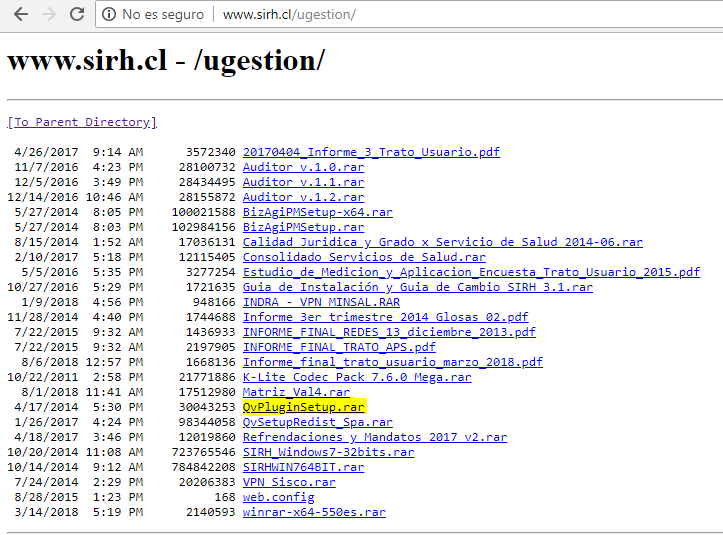 No es seguro | www.sirh.cl/ugestion/
www.sirh.cl - /ugestion/
[To Parent Directory]
4/26/2017 9:14 AM 3572340 20170404_Informe_3_Trato_Usuario.pdf
11/7/2016 4:23 PM 28100732 Auditor v.1.0.rar
12/5/2016 3:49 PM 28434495 Auditor v.1.1.rar
12/14/2016 10:46 AM 28155872 Auditor v.1.2.rar
5/27/2014 8:05 PM 100021588 BizAgiPMSetup-x64.rar
5/27/2014 8:03 PM 102984156 BizAgiPMSetup.rar
8/15/2014 1:52 AM 17036131 Calidad Juridica y Grado x Servicio de Salud 2014-06.rar
2/10/2017 5:18 PM 12115405 Consolidado Servicios de Salud.rar
5/5/2016 5:35 PM 3277254 Estudio_de_Medicion_y_Aplicacion_Encuesta_Trato_Usuario_2015.pdf
10/27/2016 5:29 PM 1721635 Guia de Instalación y Guia de Cambio SIRH 3.1.rar
1/9/2018 4:56 PM 948166 INDRA - VPN MINSAL.RAR
11/28/2014 4:40 PM 1744688 Informe 3er trimestre 2014 Glosas 02.pdf
7/22/2015 9:32 AM 1436933 INFORME_FINAL_REDES_13_diciembre_2013.pdf
7/22/2015 9:32 AM 2197905 INFORME_FINAL_TRATO_APS.pdf
8/6/2018 12:57 PM 1668136 Informe_final_trato_usuario_marzo_2018.pdf
10/22/2011 2:58 PM 21771886 K-Lite Codec Pack 7.6.0 Mega.rar
8/1/2018 11:41 AM 17512980 Matriz_Val4.rar
4/17/2014 5:30 PM 30043253 QvPluginSetup.rar
1/26/2017 4:24 PM 98344058 QvSetupRedist_Spa.rar
4/18/2017 3:46 PM 12019860 Refrendaciones y Mandatos 2017 v2.rar
10/20/2014 11:08 AM 723765546 SIRH_Windows7-32bits.rar
10/14/2014 9:12 AM 784842208 SIRHWIN764BIT.rar
7/24/2014 2:29 PM 20206383 VPN Sisco.rar
8/28/2015 1:23 PM 168 web.config
3/14/2018 5:19 PM 2140593 winrar-x64-550es.rar